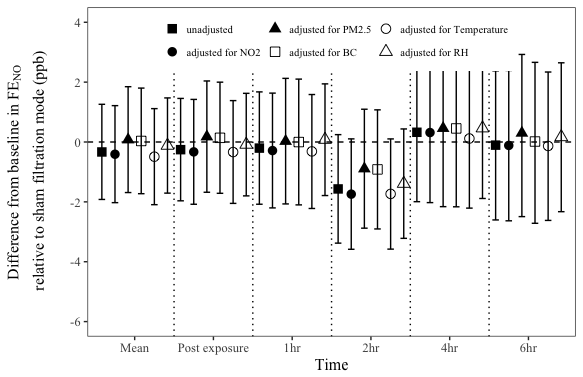 4
2
0
-2
-4
-6
Difference from baseline in FE_NO
relative to sham filtration mode (ppb)
unadjusted
adjusted for PM2.5
adjusted for Temperature
adjusted for NO2
adjusted for BC
adjusted for RH
Mean
Post exposure
1hr
2hr
4hr
6hr
Time